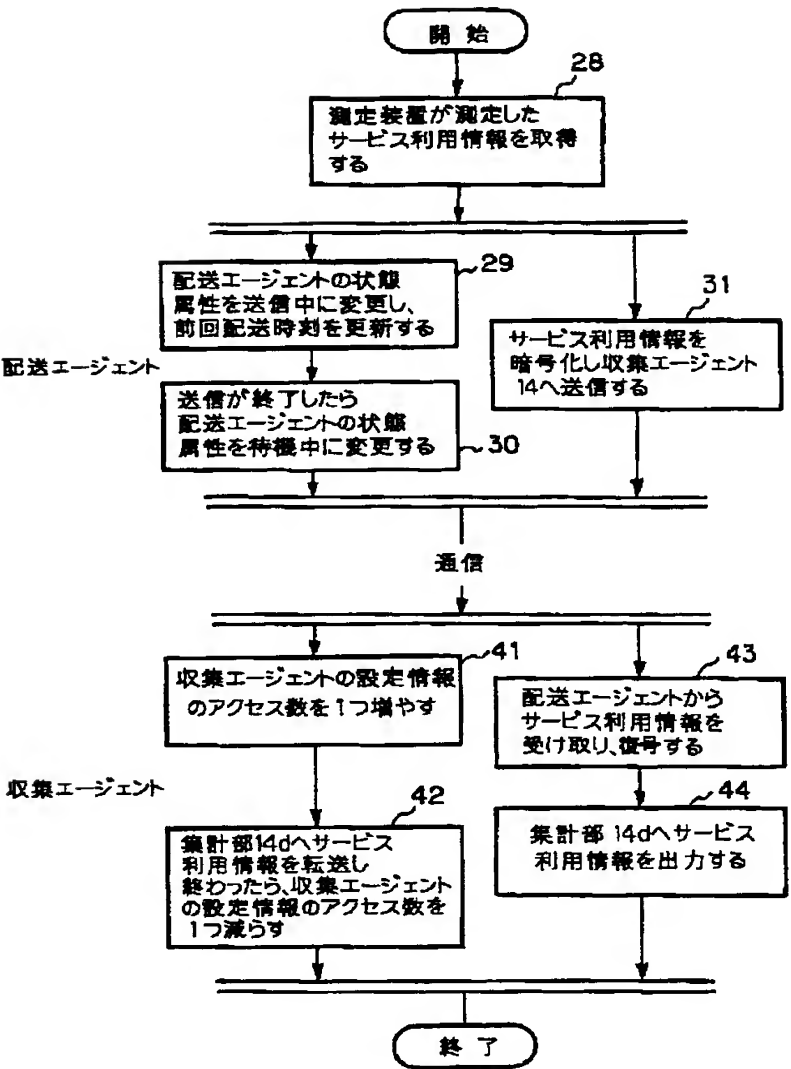 開始
28
測定装置が測定した
サービス利用情報を取得
する
29
配送エージェントの状態
属性を送信中に変更し、
前回配送時刻を更新する
31
サービス利用情報を
暗号化し収集エージェント
14へ送信する
配送エージェント
送信が終了したら
配送エージェントの状態
属性を待機中に変更する
30
通信
41
収集エージェントの設定情報
のアクセス数を1つ増やす
43
配送エージェントから
サービス利用情報を
受け取り、復号する
収集エージェント
42
集計部14dへサービス
利用情報を転送し
終わったら、収集エージェント
の設定情報のアクセス数を
1つ減らす
44
集計部14dへサービス
利用情報を出力する
終了